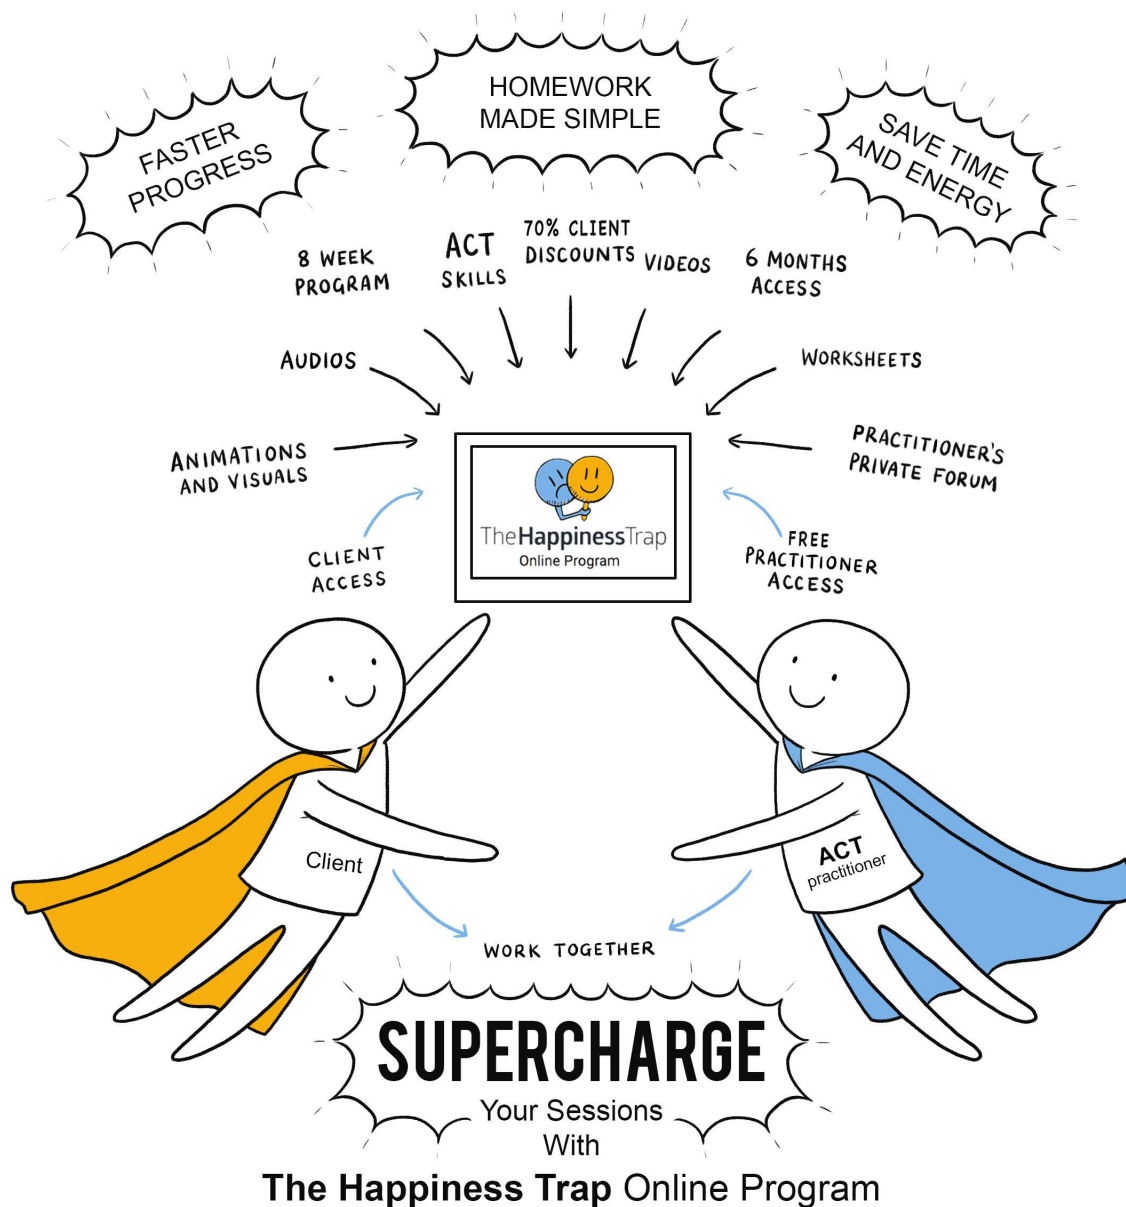 FASTER
PROGRESS
HOMEWORK
MADE SIMPLE
SAVE TIME
AND ENERGY
8 WEEK
PROGRAM
ACT
SKILLS
70% CLIENT
DISCOUNTS
VIDEOS
6 MONTHS
ACCESS
AUDIOS
WORKSHEETS
ANIMATIONS
AND VISUALS
PRACTITIONER'S
PRIVATE FORUM
CLIENT
ACCESS
TheHappinessTrap
Online Program
FREE
PRACTITIONER
ACCESS
Client
ACT
practitioner
WORK TOGETHER
SUPERCHARGE
Your Sessions
With
The Happiness Trap Online Program